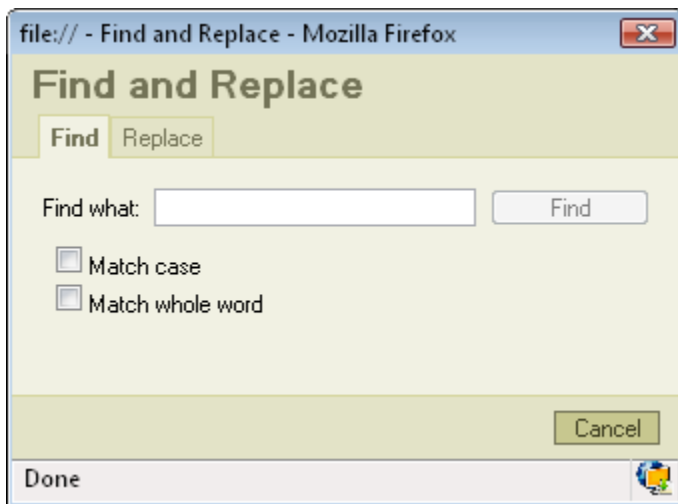 file:// - Find and Replace - Mozilla Firefox
Find and Replace
Find Replace
Find what: Find
Match case
Match whole word
Cancel
Done